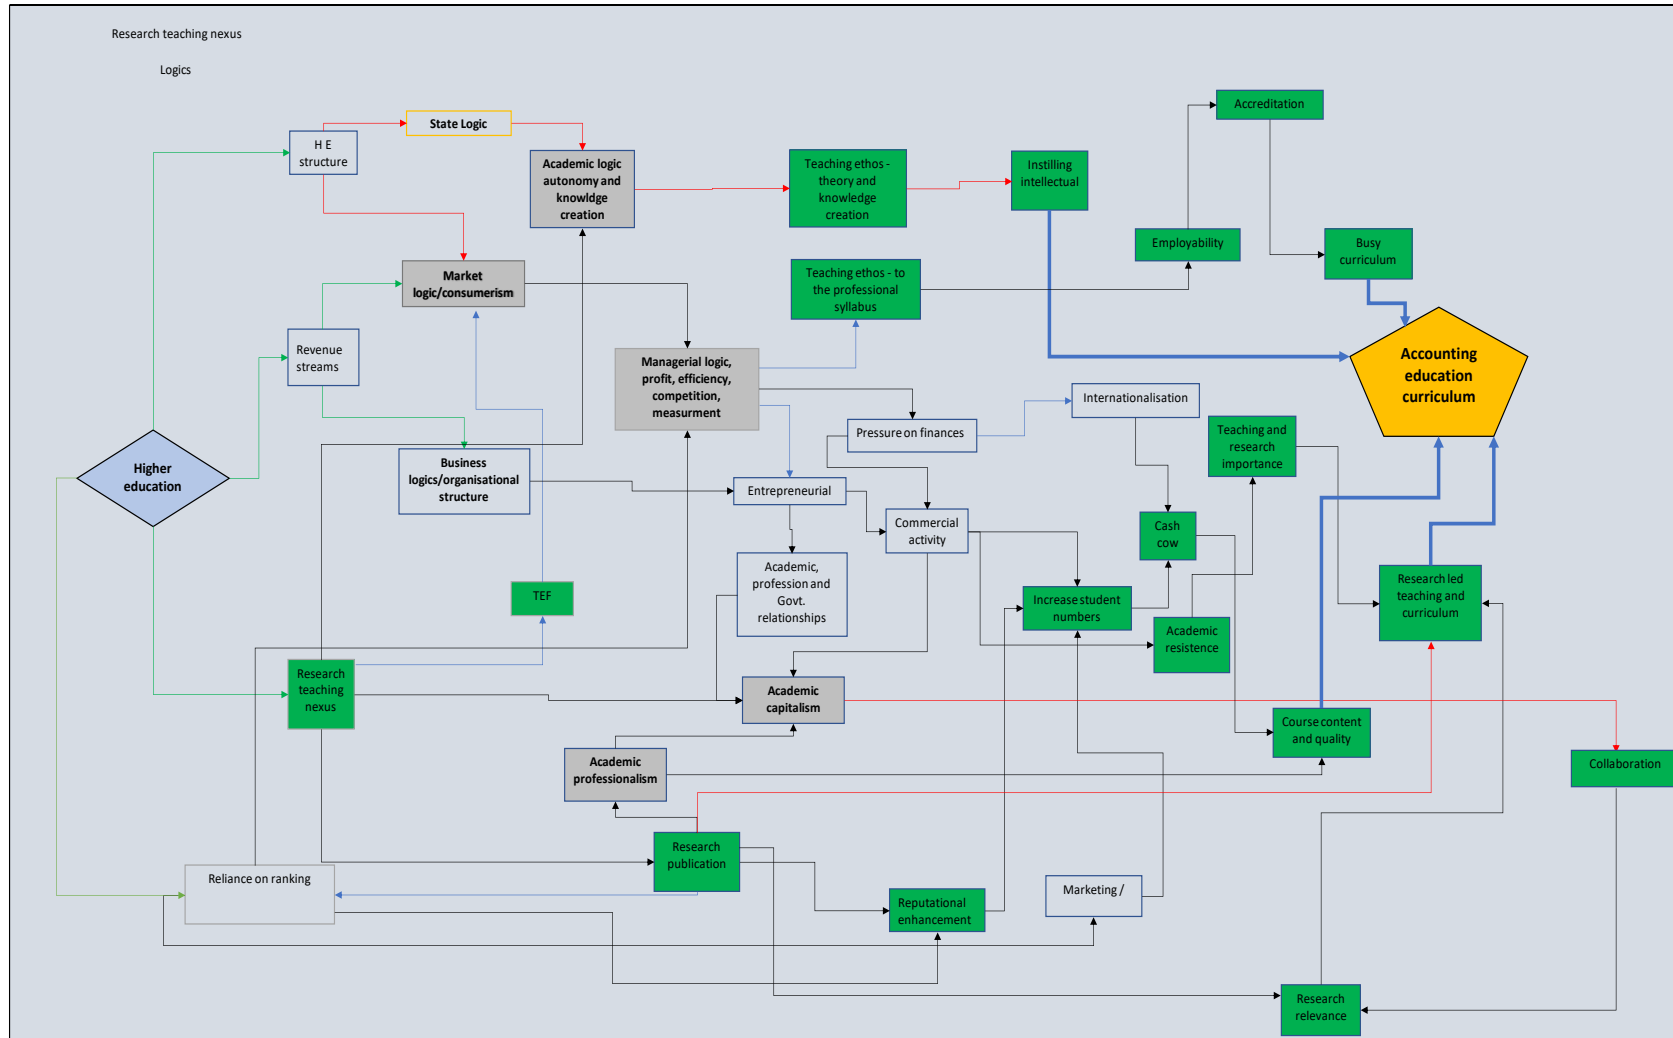 Research teaching nexus
Logics
H E
structure
State Logic
Academic logic
autonomy and
knowldge
creation
Teaching ethos -
theory and
knowledge
creation
Instilling
intellectual
Accreditation
Employability
Busy
curriculum
Market
logic/consumerism
Teaching ethos - to
the professional
syllabus
Revenue
streams
Managerial logic,
profit, efficiency,
competition,
measurment
Accounting
education
curriculum
Internationalisation
Pressure on finances
Teaching and
research
importance
Higher
education
Business
logics/organisational
structure
Entrepreneurial
Commercial
activity
Cash
cow
Academic,
profession and
Govt.
relationships
TEF
Increase student
numbers
Research led
teaching and
curriculum
Academic
resistence
Research
teaching
nexus
Academic
capitalism
Course content
and quality
Academic
professionalism
Collaboration
Research
publication
Reliance on ranking
Marketing /
Reputational
enhancement
Research
relevance